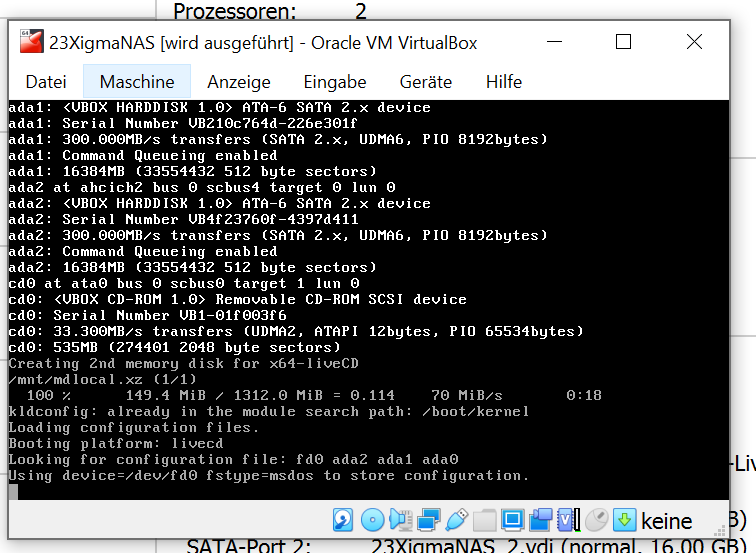 Prozessoren: 2
23XigmaNAS [wird ausgeführt] - Oracle VM VirtualBox
Datei Maschine Anzeige Eingabe Geräte Hilfe
ada1: <VBOX HARDDISK 1.0> ATA-6 SATA 2.x device
ada1: Serial Number VB210c764d-226e301f
ada1: 300.000MB/s transfers (SATA 2.x, UDMA6, PIO 8192bytes)
ada1: Command Queueing enabled
ada1: 16384MB (33554432 512 byte sectors)
ada2 at ahcich2 bus 0 scbus4 target 0 lun 0
ada2: <VBOX HARDDISK 1.0> ATA-6 SATA 2.x device
ada2: Serial Number VB4f23760f-4397d411
ada2: 300.000MB/s transfers (SATA 2.x, UDMA6, PIO 8192bytes)
ada2: Command Queueing enabled
ada2: 16384MB (33554432 512 byte sectors)
cd0 at ata0 bus 0 scbus0 target 1 lun 0
cd0: <VBOX CD-ROM 1.0> Removable CD-ROM SCSI device
cd0: Serial Number VB1-01f003f6
cd0: 33.300MB/s transfers (UDMA2, ATAPI 12bytes, PIO 65534bytes)
cd0: 535MB (274401 2048 byte sectors)
Creating 2nd memory disk for x64-liveCD
/mnt/mdlocal.xz (1/1)
100 % 149.4 MiB / 1312.0 MiB = 0.114 70 MiB/s 0:18
kldconfig: already in the module search path: /boot/kernel
Loading configuration files.
Booting platform: livecd
Looking for configuration file: fd0 ada2 ada1 ada0
-Liv
Using device=/dev/fd0 fstype=msdos to store configuration.
keine
B)
SATA-Port 2: 23XigmaNAS_2.vdi (normal, 16,00 GB)